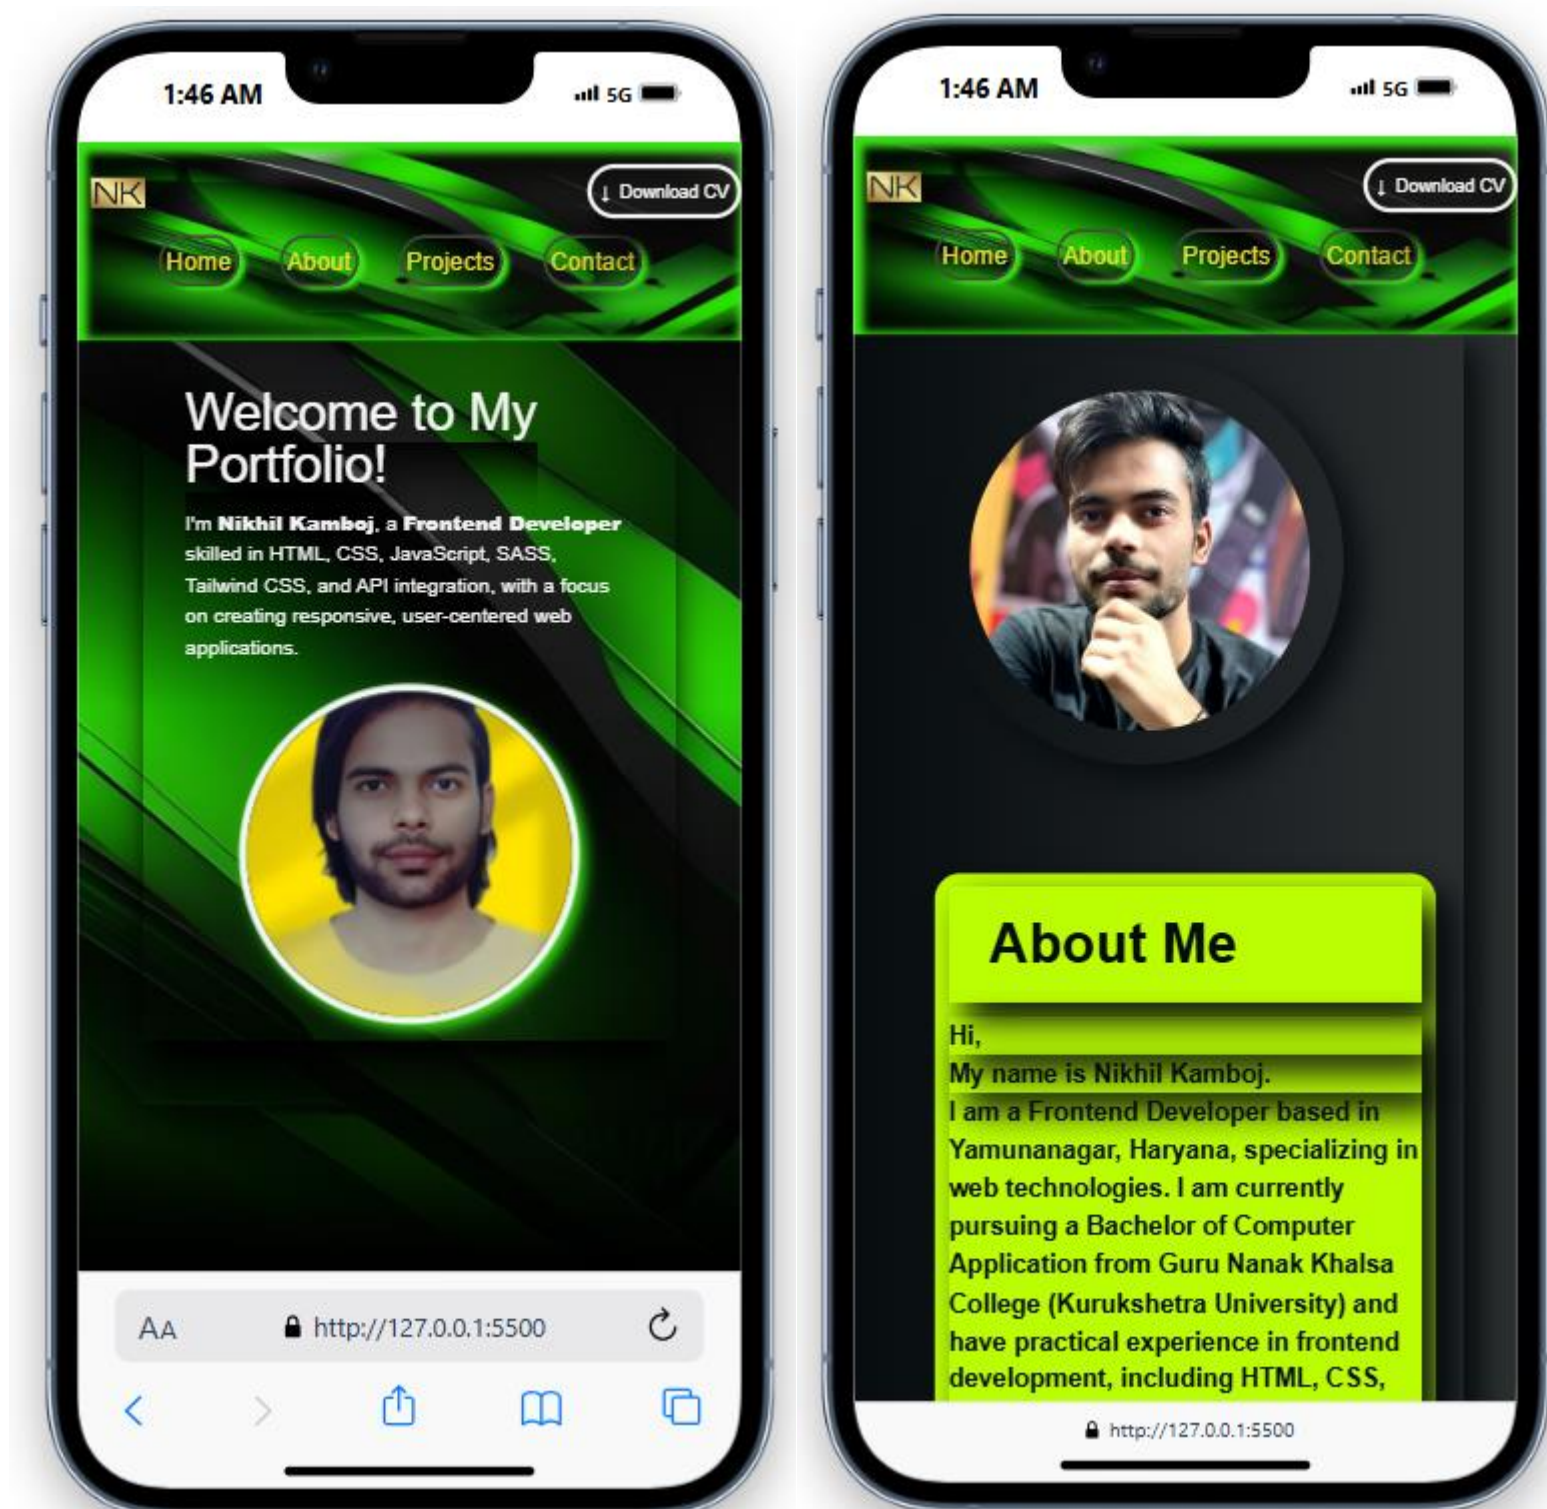 1:46 AM
5G
NK
↓ Download CV
Home About Projects Contact
Welcome to My
Portfolio!
I'm Nikhil Kamboj, a Frontend Developer
skilled in HTML, CSS, JavaScript, SASS,
Tailwind CSS, and API integration, with a focus
on creating responsive, user-centered web
applications.
AA http://127.0.0.1:5500
1:46 AM
5G
NK
↓ Download CV
Home About Projects Contact
About Me
Hi,
My name is Nikhil Kamboj.
I am a Frontend Developer based in
Yamunanagar, Haryana, specializing in
web technologies. I am currently
pursuing a Bachelor of Computer
Application from Guru Nanak Khalsa
College (Kurukshetra University) and
have practical experience in frontend
development, including HTML, CSS,
http://127.0.0.1:5500